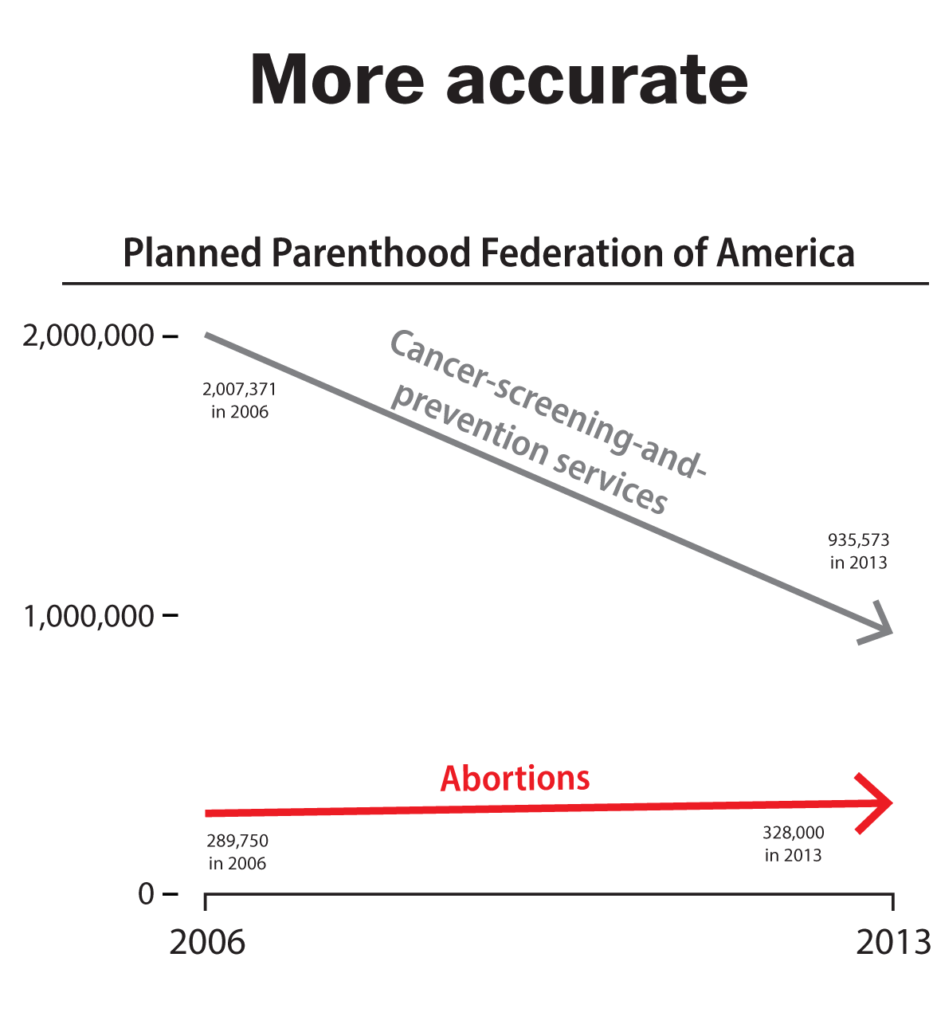 More accurate
Planned Parenthood Federation of America
2,000,000
Cancer-screening-and-
prevention services
2,007,371
in 2006
935,573
in 2013
1,000,000
Abortions
289,750
in 2006
328,000
in 2013
0
2006
2013